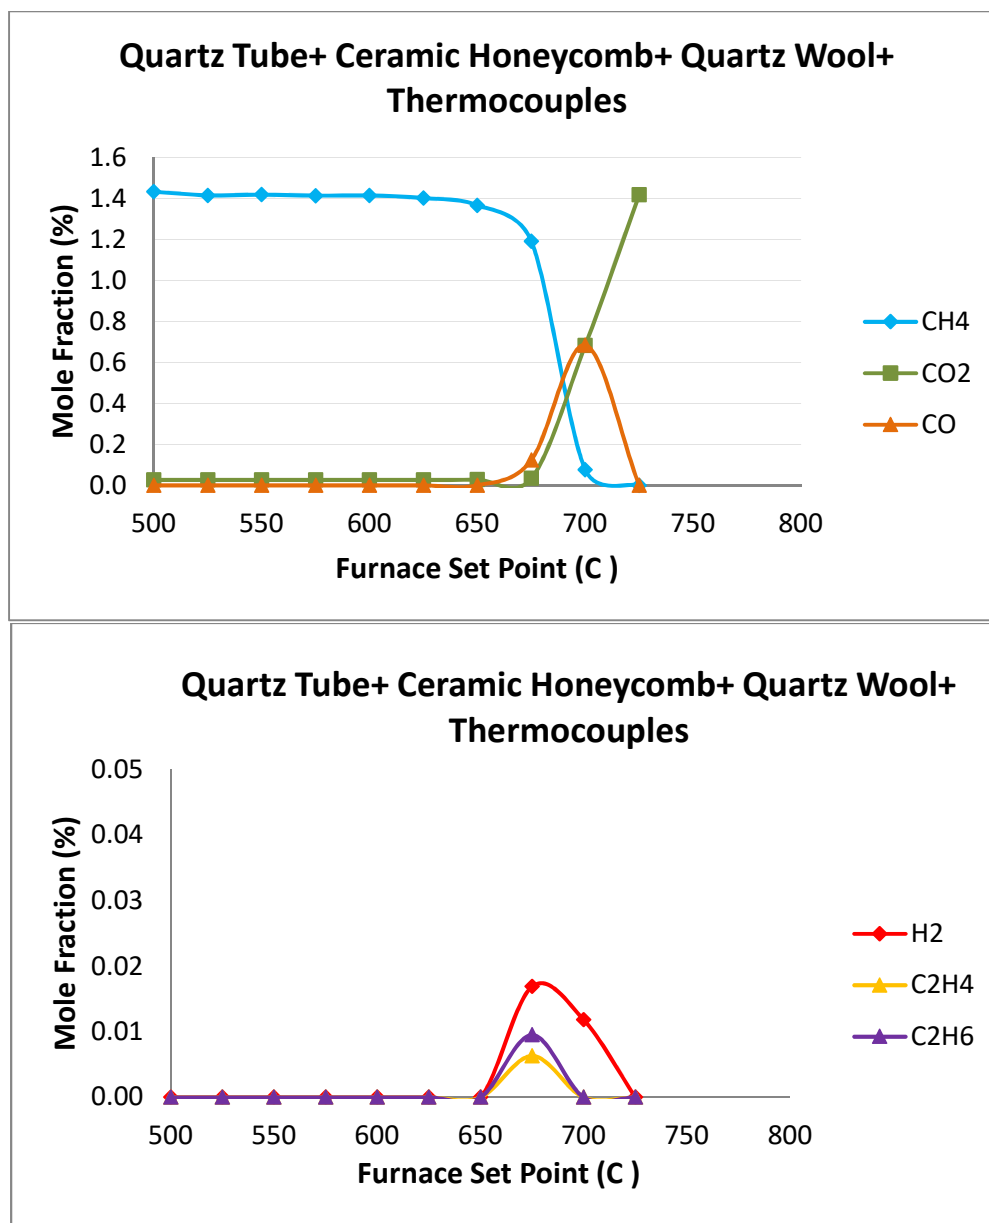 Quartz Tube+ Ceramic Honeycomb+ Quartz Wool+
Thermocouples
Mole Fraction (%)
1.6
1.4
1.2
1.0
0.8
0.6
0.4
0.2
0.0
500
550
600
650
700
750
800
Furnace Set Point (C )
CH4
CO2
CO
Quartz Tube+ Ceramic Honeycomb+ Quartz Wool+
Thermocouples
Mole Fraction (%)
0.05
0.04
0.03
0.02
0.01
0.00
500
550
600
650
700
750
800
Furnace Set Point (C )
H2
C2H4
C2H6